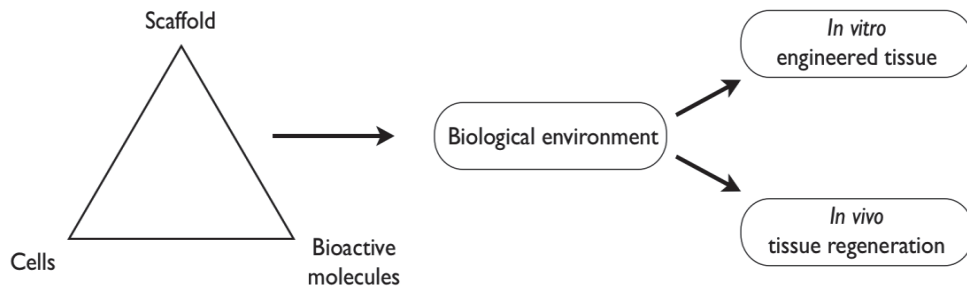 Scaffold
Cells
Bioactive
molecules
Biological environment
In vitro
engineered tissue
In vivo
tissue regeneration